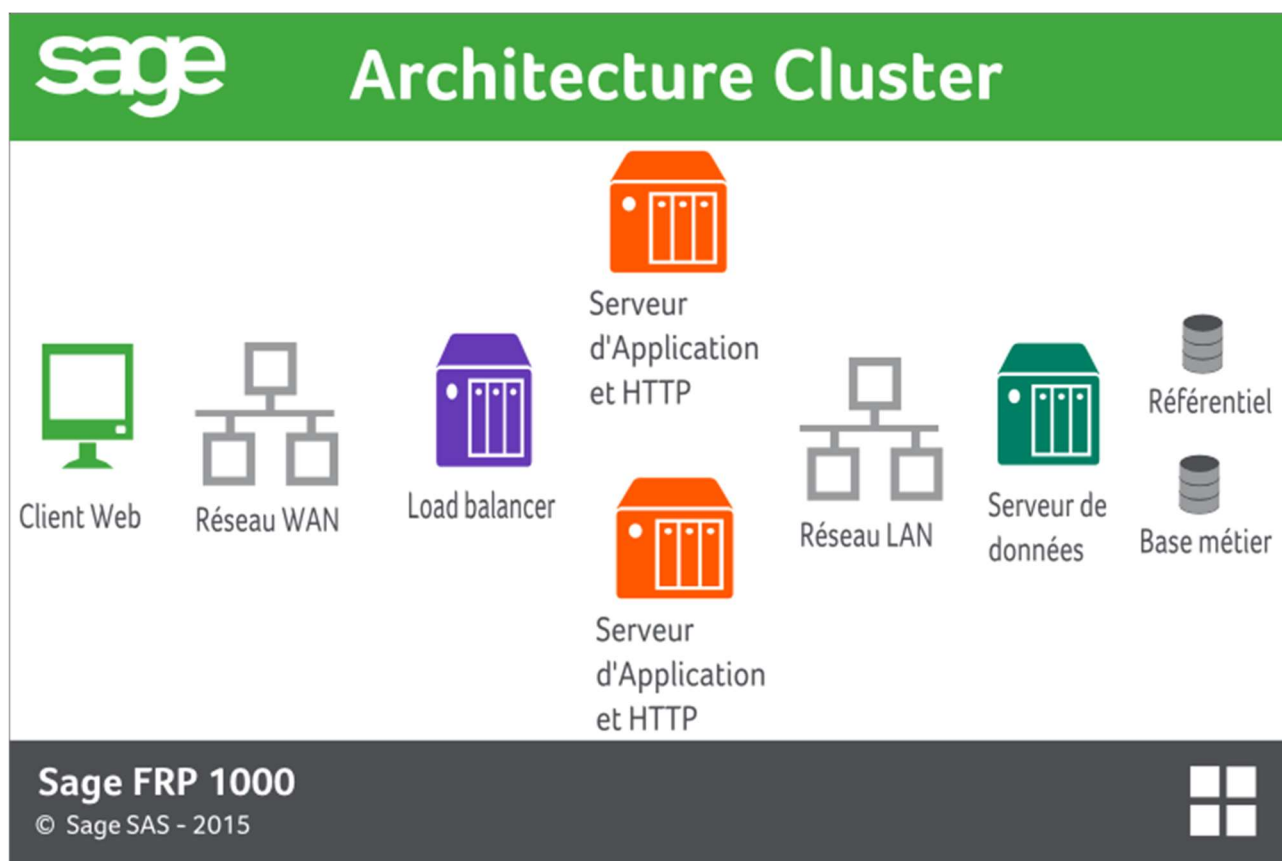 sage
Architecture Cluster
Serveur
d'Application
et HTTP
Client Web
Réseau WAN
Load balancer
Réseau LAN
Serveur de
données
Référentiel
Base métier
Serveur
d'Application
et HTTP
Sage FRP 1000
© Sage SAS - 2015